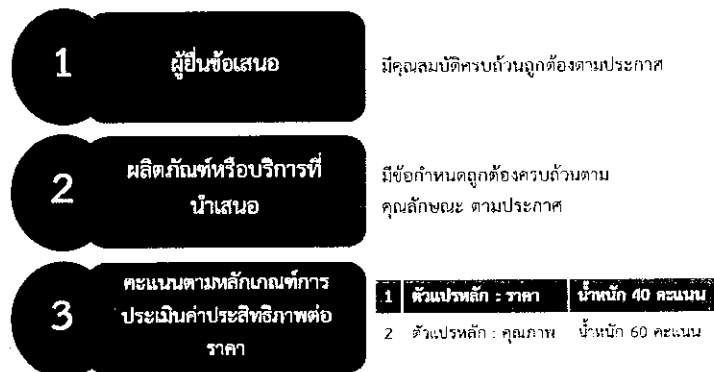 1
ผู้ยื่นข้อเสนอ
มีคุณสมบัติครบถ้วนถูกต้องตามประกาศ
2
ผลิตภัณฑ์หรือบริการที่
นำเสนอ
มีข้อกำหนดถูกต้องครบถ้วนตาม
คุณลักษณะ ตามประกาศ
3
คะแนนตามหลักเกณฑ์การ
ประเมินค่าประสิทธิภาพต่อ
ราคา
1 ตัวแปรหลัก : ราคา น้ำหนัก 40 คะแนน
2 ตัวแปรหลัก : คุณภาพ น้ำหนัก 60 คะแนน